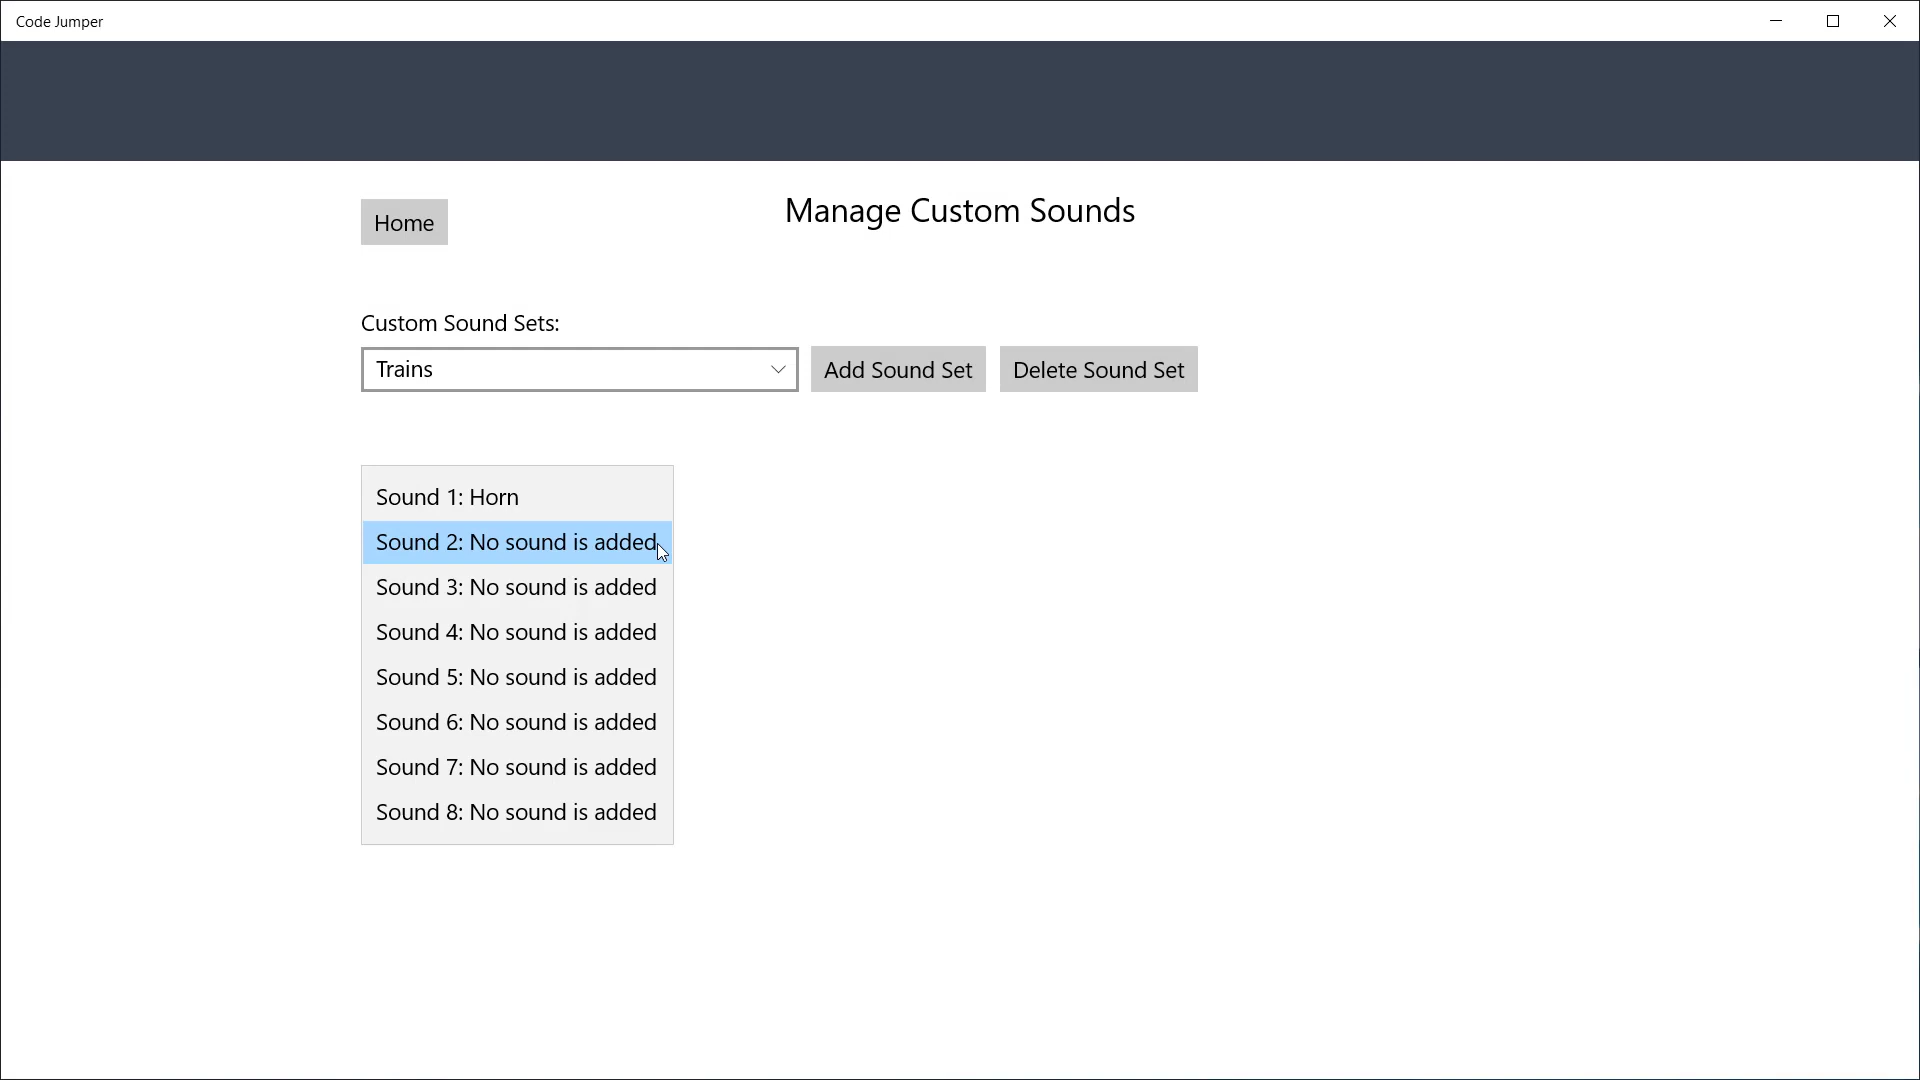 Code Jumper
Manage Custom Sounds
Home
Custom Sound Sets:
Trains
Add Sound Set
Delete Sound Set
Sound 1: Horn
Sound 2: No sound is added
Sound 3: No sound is added
Sound 4: No sound is added
Sound 5: No sound is added
Sound 6: No sound is added
Sound 7: No sound is added
Sound 8: No sound is added